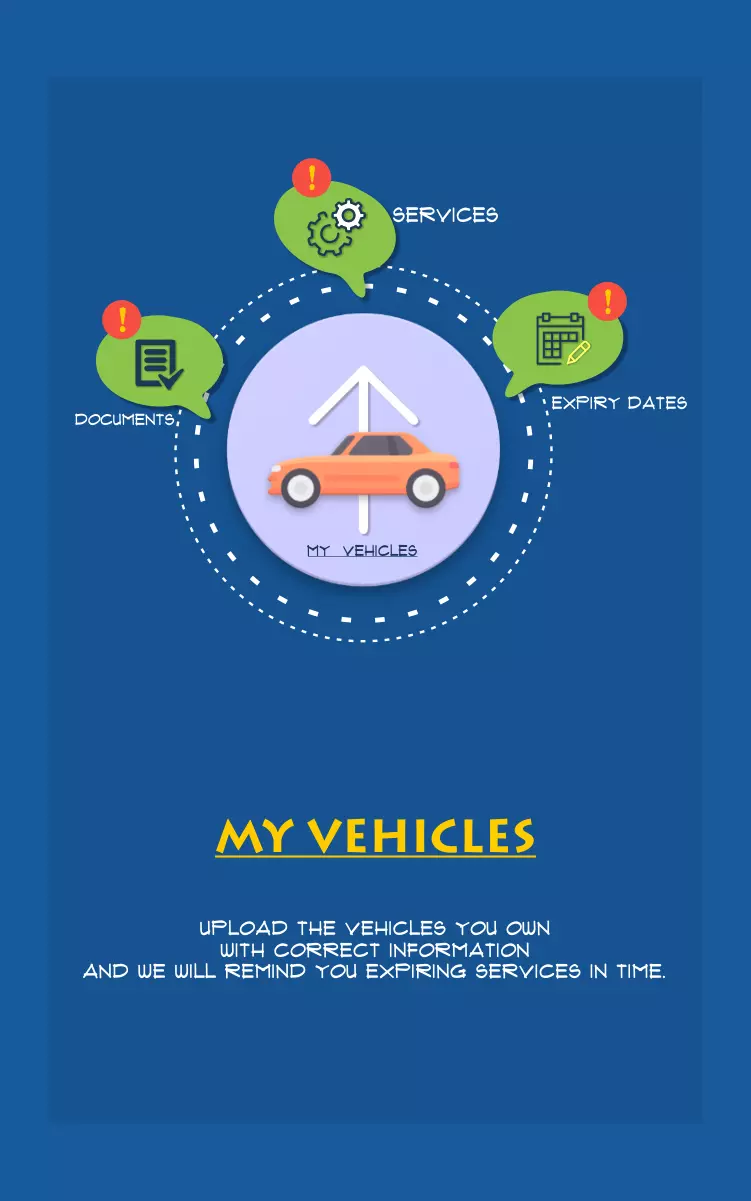 !
SERVICES
!
!
DOCUMENTS
EXPIRY DATES
MY VEHICLES
MY VEHICLES
UPLOAD THE VEHICLES YOU OWN
WITH CORRECT INFORMATION
AND WE WILL REMIND YOU EXPIRING SERVICES IN TIME.